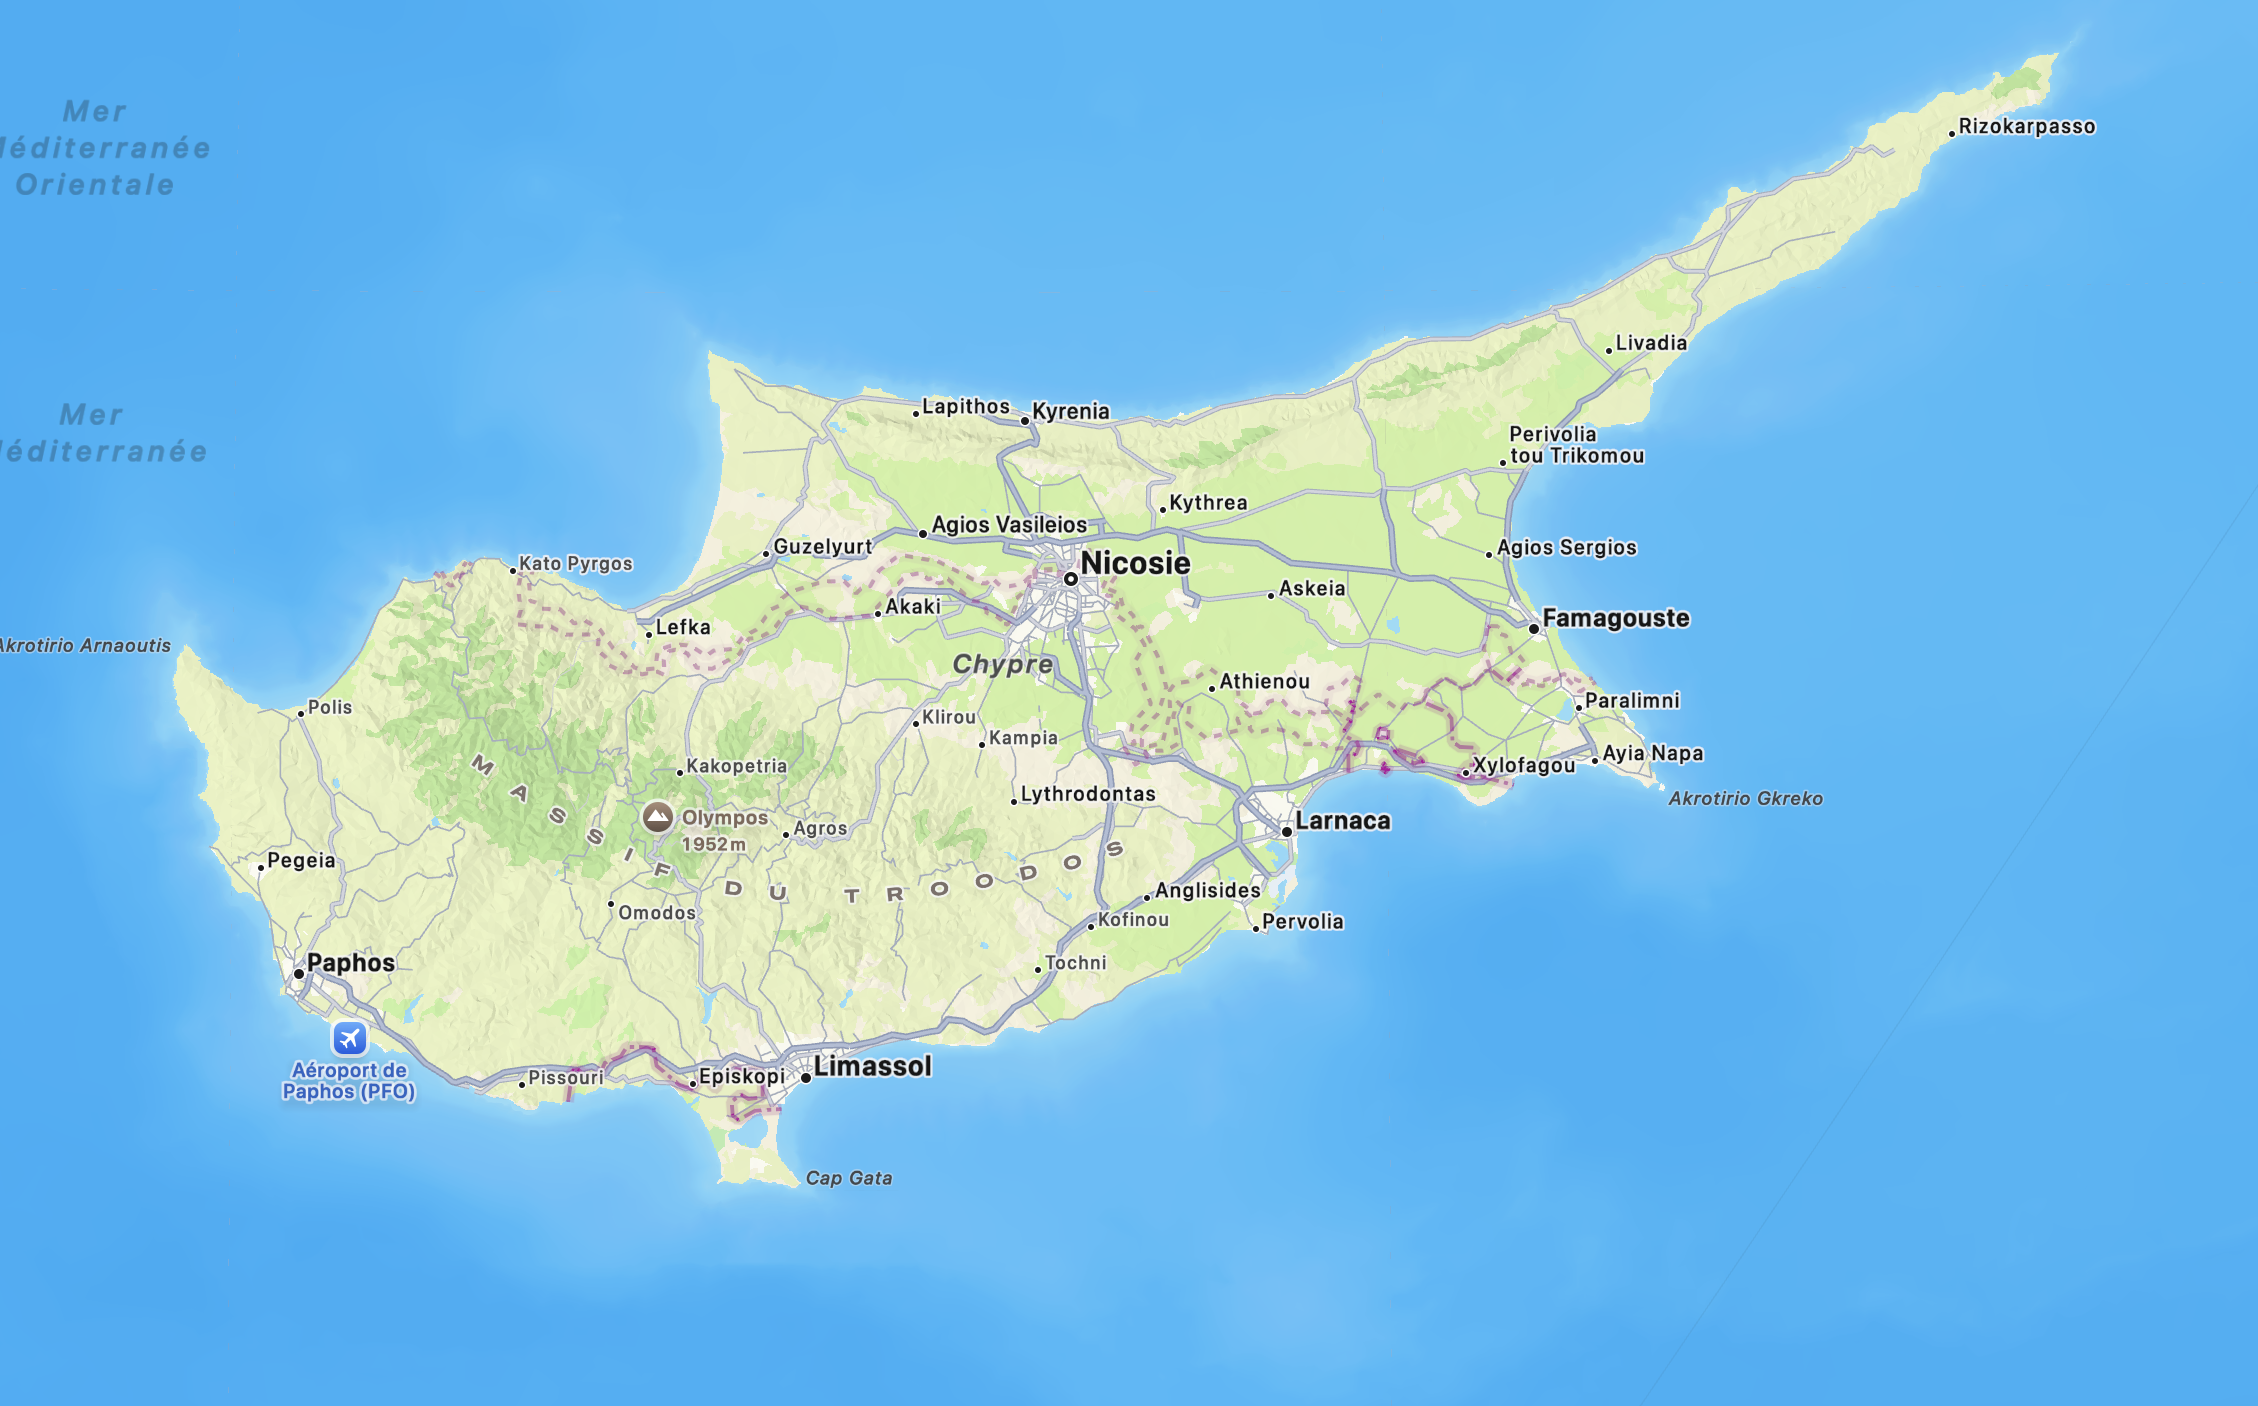 Mer
Méditerranée
Orientale
Rizokarpasso
Livadia
Mer
Méditerranée
Lapithos
Kyrenia
Perivolia
tou Trikomou
Kythrea
Agios Vasileios
Guzelyurt
Agios Sergios
Kato Pyrgos
Nicosie
Askeia
Akaki
Famagouste
Lefka
Akrotirio Arnaoutis
Chypre
Athienou
Paralimni
Polis
Klirou
Kampia
Ayia Napa
Kakopetria
Xylofagou
Lythrodontas
Akrotirio Gkreko
Olympos
1952 m
Agros
Larnaca
MASSIF DU TROODOS
Pegeia
Anglisides
Omodos
Kofinou
Pervolia
Paphos
Tochni
Aéroport de
Paphos (PFO)
Pissouri
Episkopi
Limassol
Cap Gata